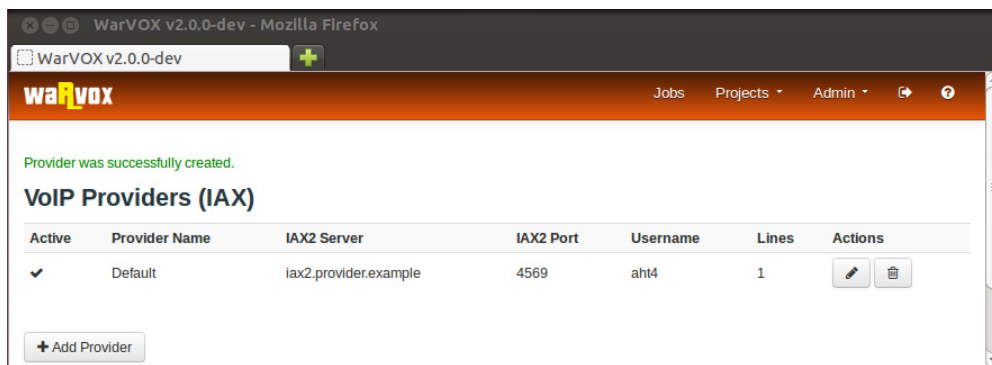 WarVOX v2.0.0-dev - Mozilla Firefox
WarVOX v2.0.0-dev
waRvox
Jobs Projects Admin
Provider was successfully created.
VoIP Providers (IAX)
Active Provider Name IAX2 Server IAX2 Port Username Lines Actions
Default iax2.provider.example 4569 aht4 1
Add Provider